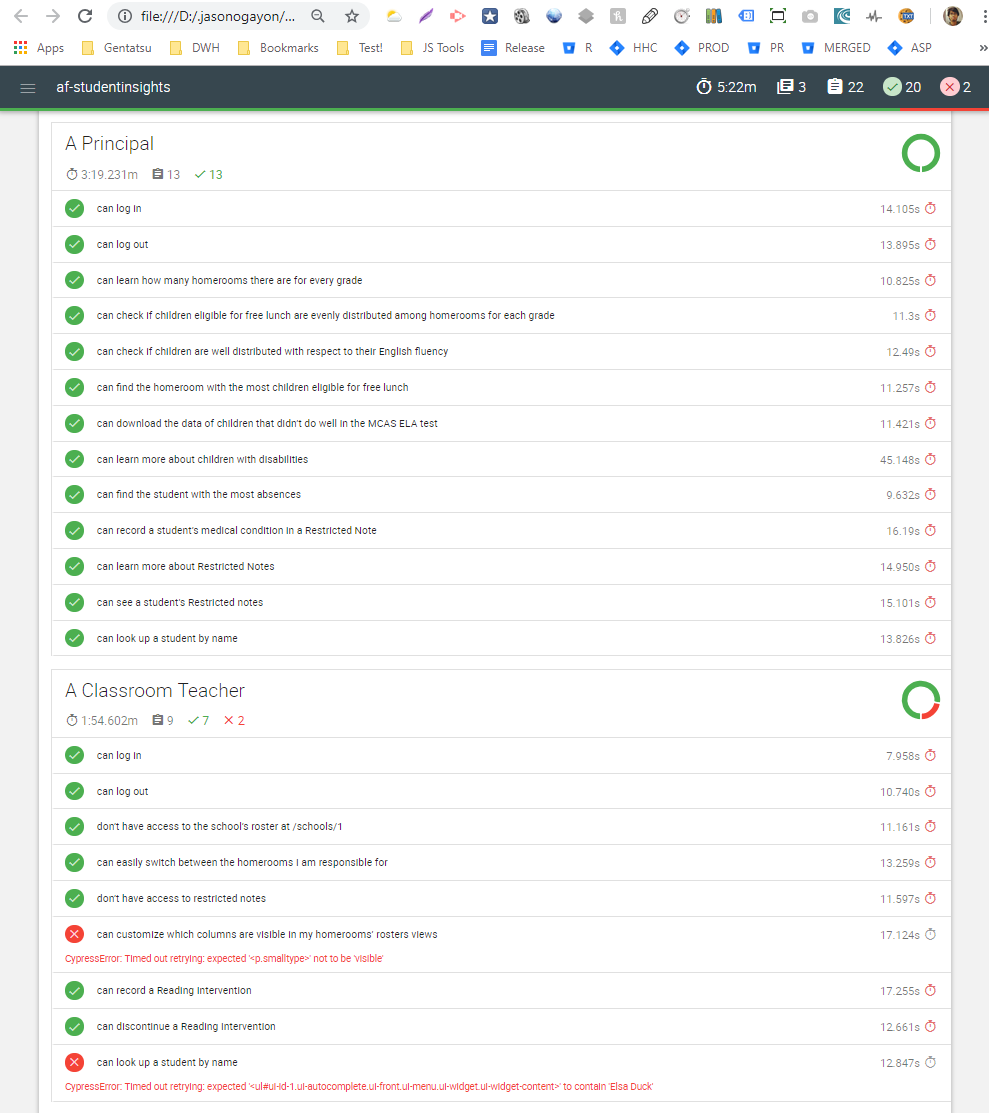 file:///D:/.jasonogayon/...
Apps Gentatsu DWH Bookmarks Test! JS Tools Release R HHC PROD PR MERGED ASP »
af-studentinsights 5:22m 3 22 20 2
A Principal
3:19.231m 13 13
can log in 14.105s
can log out 13.895s
can learn how many homerooms there are for every grade 10.825s
can check if children eligible for free lunch are evenly distributed among homerooms for each grade 11.3s
can check if children are well distributed with respect to their English fluency 12.49s
can find the homeroom with the most children eligible for free lunch 11.257s
can download the data of children that didn't do well in the MCAS ELA test 11.421s
can learn more about children with disabilities 45.148s
can find the student with the most absences 9.632s
can record a student's medical condition in a Restricted Note 16.19s
can learn more about Restricted Notes 14.950s
can see a student's Restricted notes 15.101s
can look up a student by name 13.826s
A Classroom Teacher
1:54.602m 9 7 2
can log in 7.958s
can log out 10.740s
don't have access to the school's roster at /schools/1 11.161s
can easily switch between the homerooms I am responsible for 13.259s
don't have access to restricted notes 11.597s
can customize which columns are visible in my homerooms' rosters views 17.124s
CypressError: Timed out retrying: expected '<p.smalltype>' not to be 'visible'
can record a Reading Intervention 17.255s
can discontinue a Reading Intervention 12.661s
can look up a student by name 12.847s
CypressError: Timed out retrying: expected '<ul#ui-id-1.ui-autocomplete.ui-front.ui-menu.ui-widget.ui-widget-content>' to contain 'Elsa Duck'